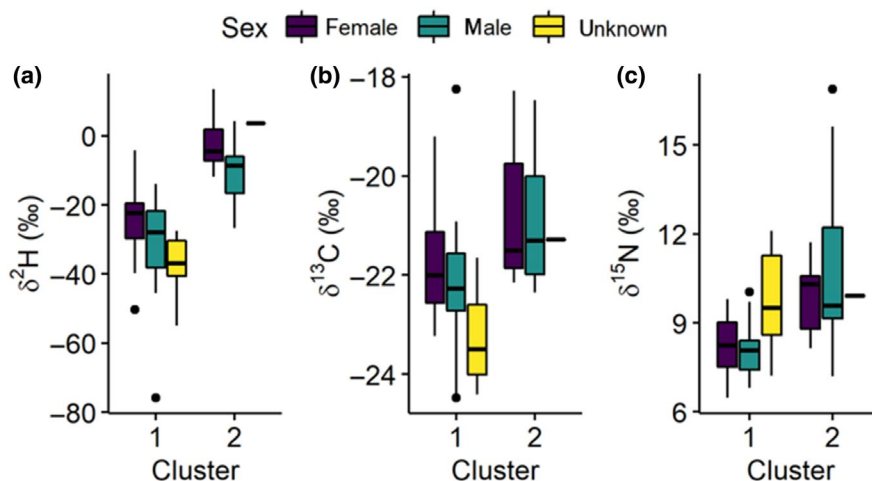 Sex Female Male Unknown
(a) (b) (c)
δ²H (‰)
0
−20
−40
−60
−80
1 2
Cluster
δ¹³C (‰)
−18
−20
−22
−24
1 2
Cluster
δ¹⁵N (‰)
15
12
9
6
1 2
Cluster